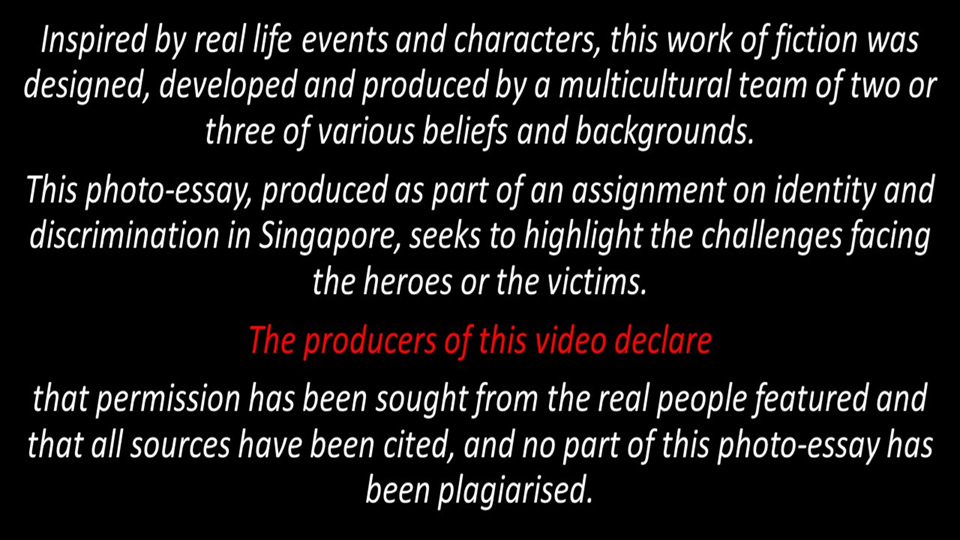 Inspired by real life events and characters, this work of fiction was
designed, developed and produced by a multicultural team of two or
three of various beliefs and backgrounds.
This photo-essay, produced as part of an assignment on identity and
discrimination in Singapore, seeks to highlight the challenges facing
the heroes or the victims.
The producers of this video declare
that permission has been sought from the real people featured and
that all sources have been cited, and no part of this photo-essay has
been plagiarised.